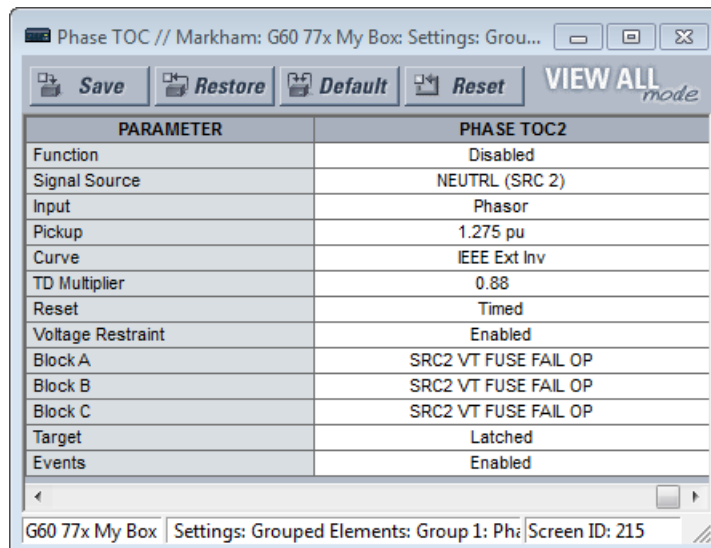 Phase TOC // Markham: G60 77x My Box: Settings: Grou...
Save Restore Default Reset VIEW ALL mode
PARAMETER PHASE TOC2
Function Disabled
Signal Source NEUTRL (SRC 2)
Input Phasor
Pickup 1.275 pu
Curve IEEE Ext Inv
TD Multiplier 0.88
Reset Timed
Voltage Restraint Enabled
Block A SRC2 VT FUSE FAIL OP
Block B SRC2 VT FUSE FAIL OP
Block C SRC2 VT FUSE FAIL OP
Target Latched
Events Enabled
G60 77x My Box Settings: Grouped Elements: Group 1: Pha Screen ID: 215